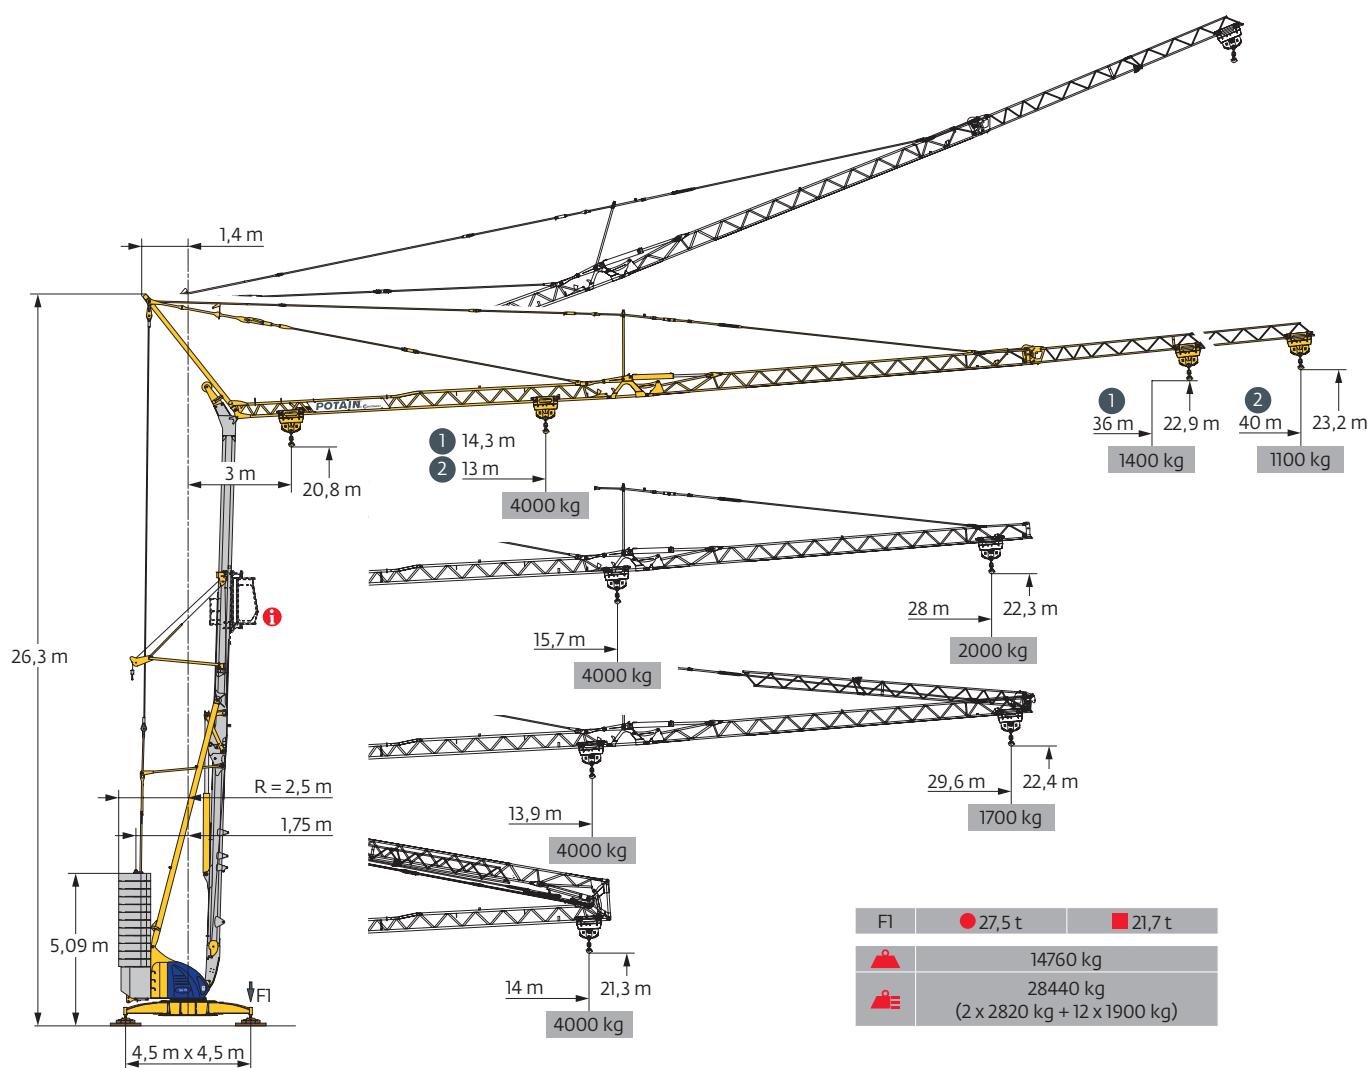 1,4 m
POTAIN
1
14,3 m
2
13 m
4000 kg
3 m
20,8 m
1
36 m
22,9 m
1400 kg
2
40 m
23,2 m
1100 kg
26,3 m
i
15,7 m
4000 kg
28 m
22,3 m
2000 kg
R = 2,5 m
1,75 m
13,9 m
4000 kg
29,6 m
22,4 m
1700 kg
5,09 m
F1
4,5 m x 4,5 m
14 m
21,3 m
4000 kg
F1 27,5 t 21,7 t
14760 kg
28440 kg
(2 x 2820 kg + 12 x 1900 kg)